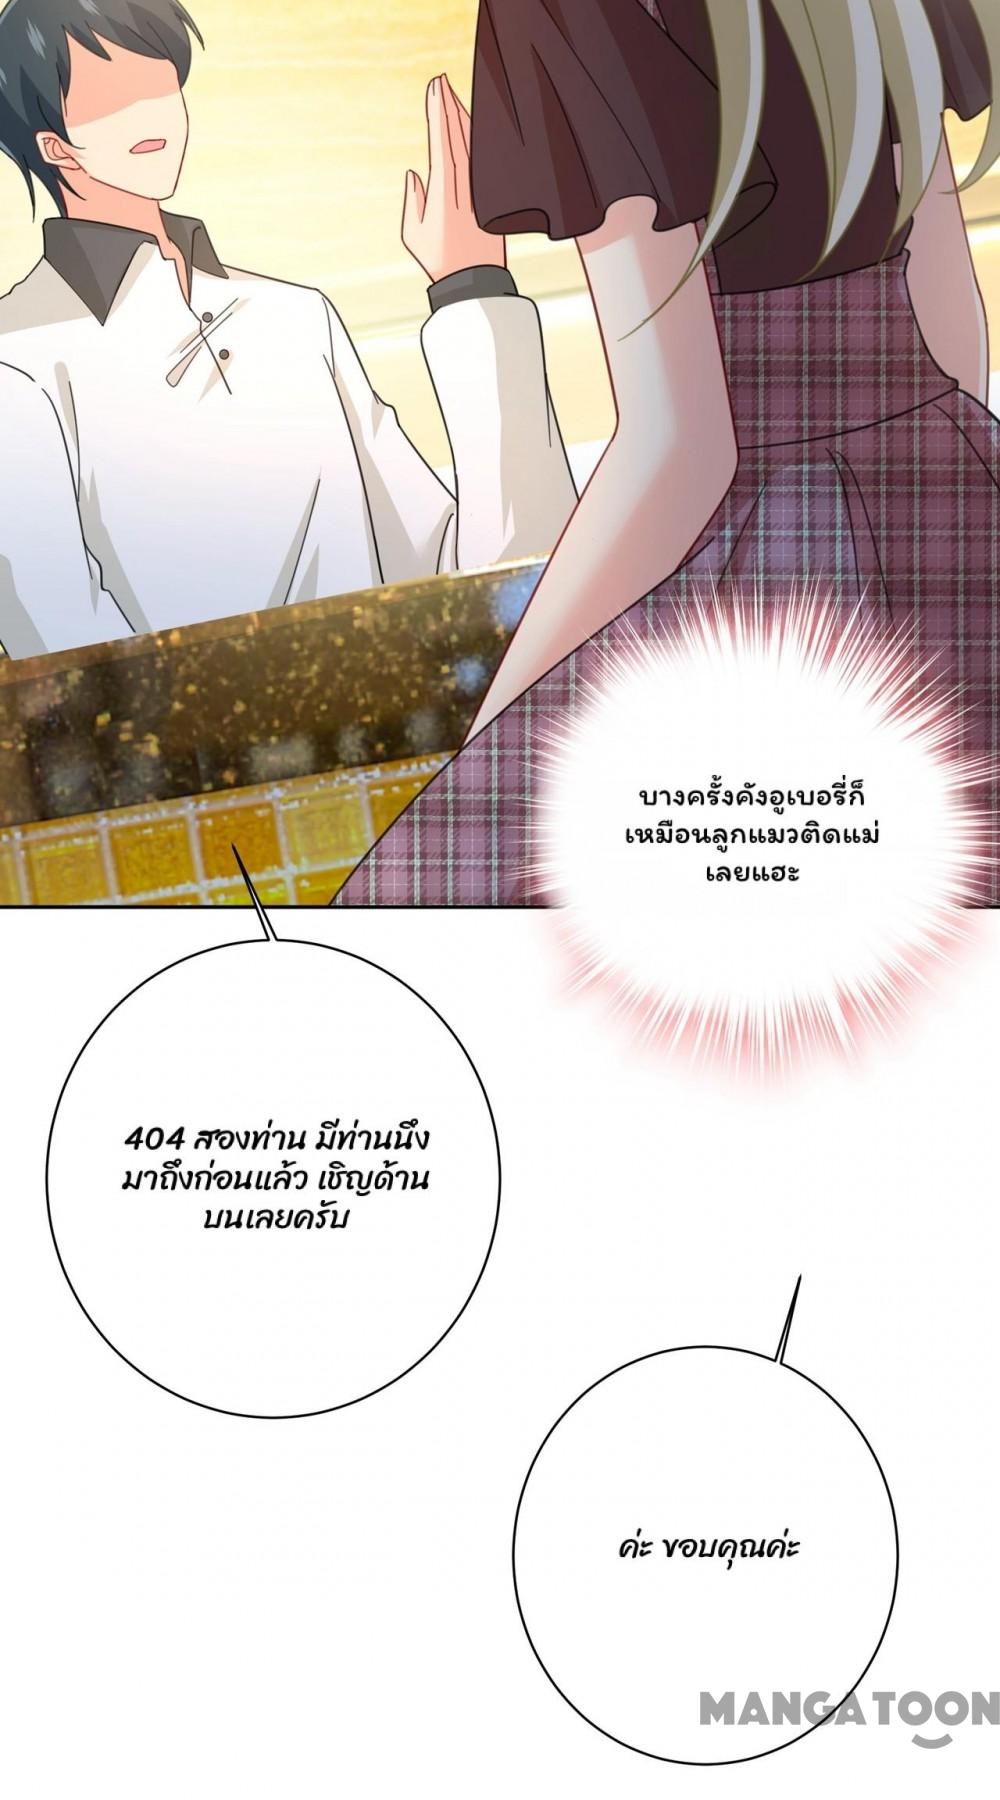 บางครั้งคังอูเบอรี่ก็
เหมือนลูกแมวติดแม่
เลยแฮะ
404 สองท่าน มีท่านนึง
มาถึงก่อนแล้ว เชิญด้าน
บนเลยครับ
ค่ะ ขอบคุณค่ะ
MANGATOON